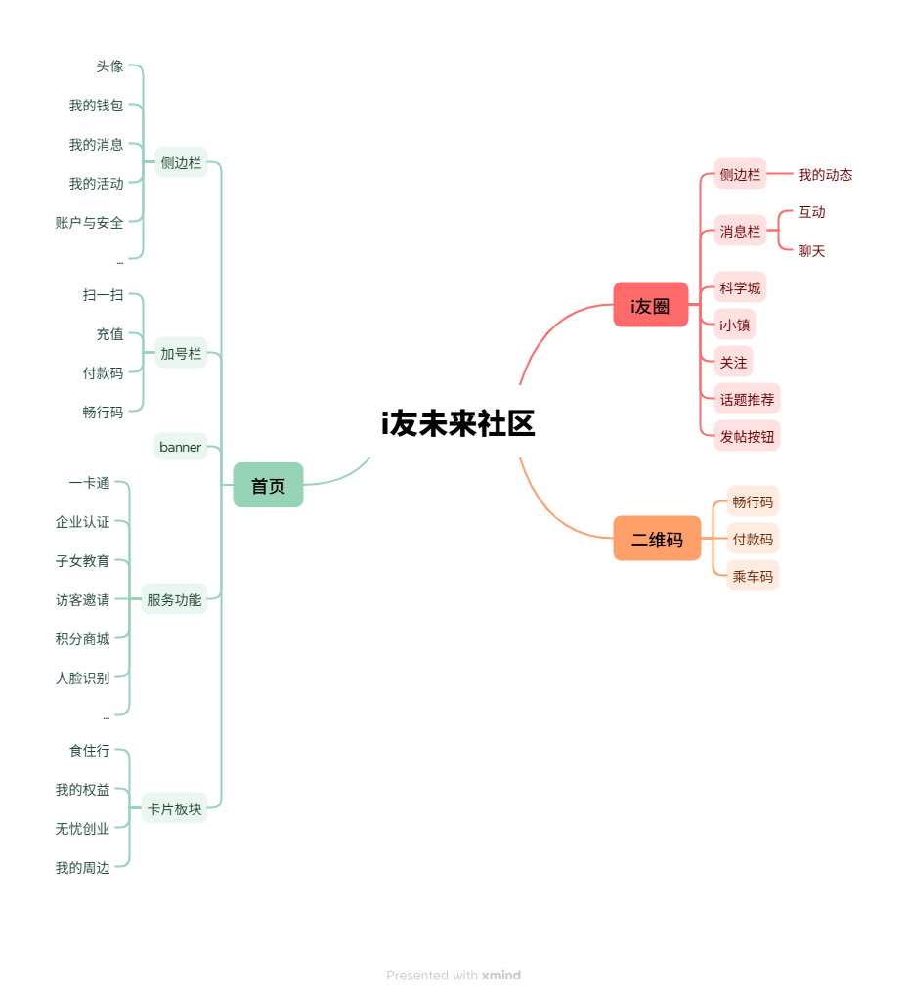 i友未来社区
i友圈
侧边栏
我的动态
消息栏
互动
聊天
科学城
i小镇
关注
话题推荐
发帖按钮
二维码
畅行码
付款码
乘车码
首页
侧边栏
头像
我的钱包
我的消息
我的活动
账户与安全
...
加号栏
扫一扫
充值
付款码
畅行码
banner
服务功能
一卡通
企业认证
子女教育
访客邀请
积分商城
人脸识别
...
卡片板块
食住行
我的权益
无忧创业
我的周边
Presented with xmind